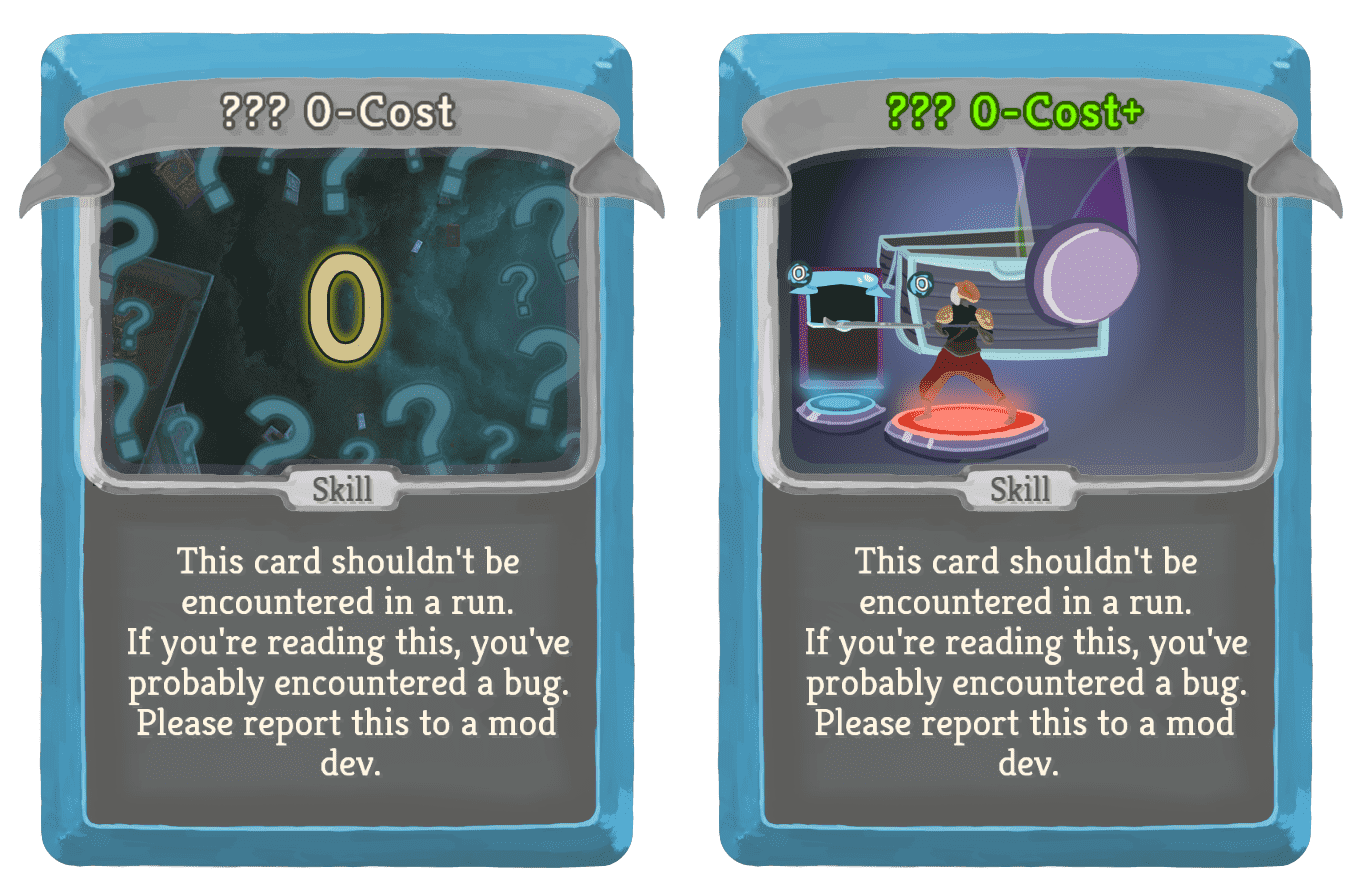 ??? 0-Cost
0
Skill
This card shouldn't be
encountered in a run.
If you're reading this, you've
probably encountered a bug.
Please report this to a mod
dev.
??? 0-Cost+
Skill
This card shouldn't be
encountered in a run.
If you're reading this, you've
probably encountered a bug.
Please report this to a mod
dev.